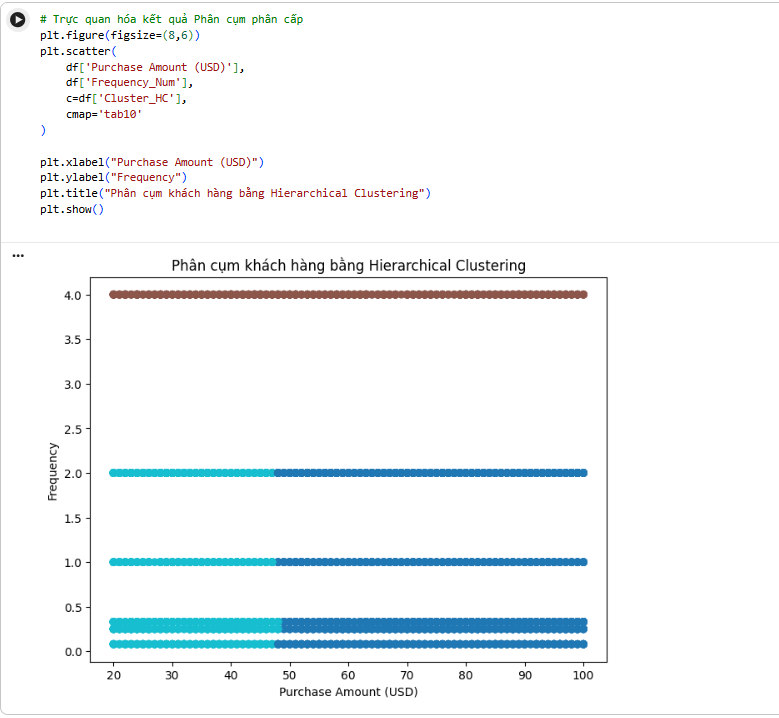 # Trực quan hóa kết quả Phân cụm phân cấp
plt.figure(figsize=(8,6))
plt.scatter(
    df['Purchase Amount (USD)'],
    df['Frequency_Num'],
    c=df['Cluster_HC'],
    cmap='tab10'
)
plt.xlabel("Purchase Amount (USD)")
plt.ylabel("Frequency")
plt.title("Phân cụm khách hàng bằng Hierarchical Clustering")
plt.show()
Phân cụm khách hàng bằng Hierarchical Clustering
4.0
3.5
3.0
2.5
2.0
1.5
1.0
0.5
0.0
Frequency
20 30 40 50 60 70 80 90 100
Purchase Amount (USD)